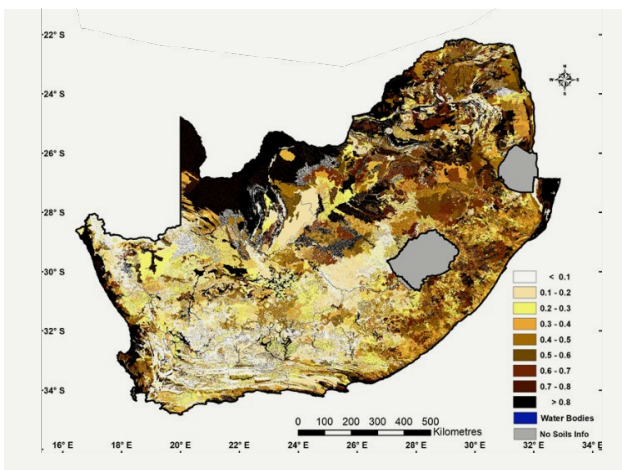 22° S
24° S
26° S
28° S
30° S
32° S
34° S
N
W E
S
< 0.1
0.1 - 0.2
0.2 - 0.3
0.3 - 0.4
0.4 - 0.5
0.5 - 0.6
0.6 - 0.7
0.7 - 0.8
> 0.8
Water Bodies
No Soils Info
0 100 200 300 400 500
Kilometres
16° E 18° E 20° E 22° E 24° E 26° E 28° E 30° E 32° E